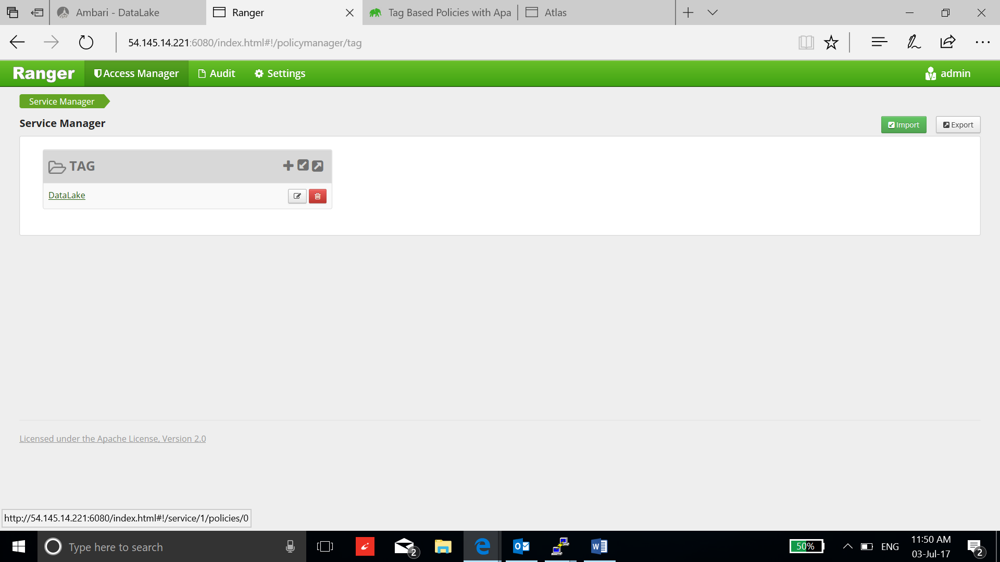 Ambari - DataLake
Ranger
Tag Based Policies with Apa
Atlas
54.145.14.221:6080/index.html#!/policymanager/tag
Ranger
Access Manager
Audit
Settings
admin
Service Manager
Service Manager
Import
Export
TAG
DataLake
Licensed under the Apache License, Version 2.0
http://54.145.14.221:6080/index.html#!/service/1/policies/0
Type here to search
2
50%
ENG
11:50 AM
03-Jul-17
2